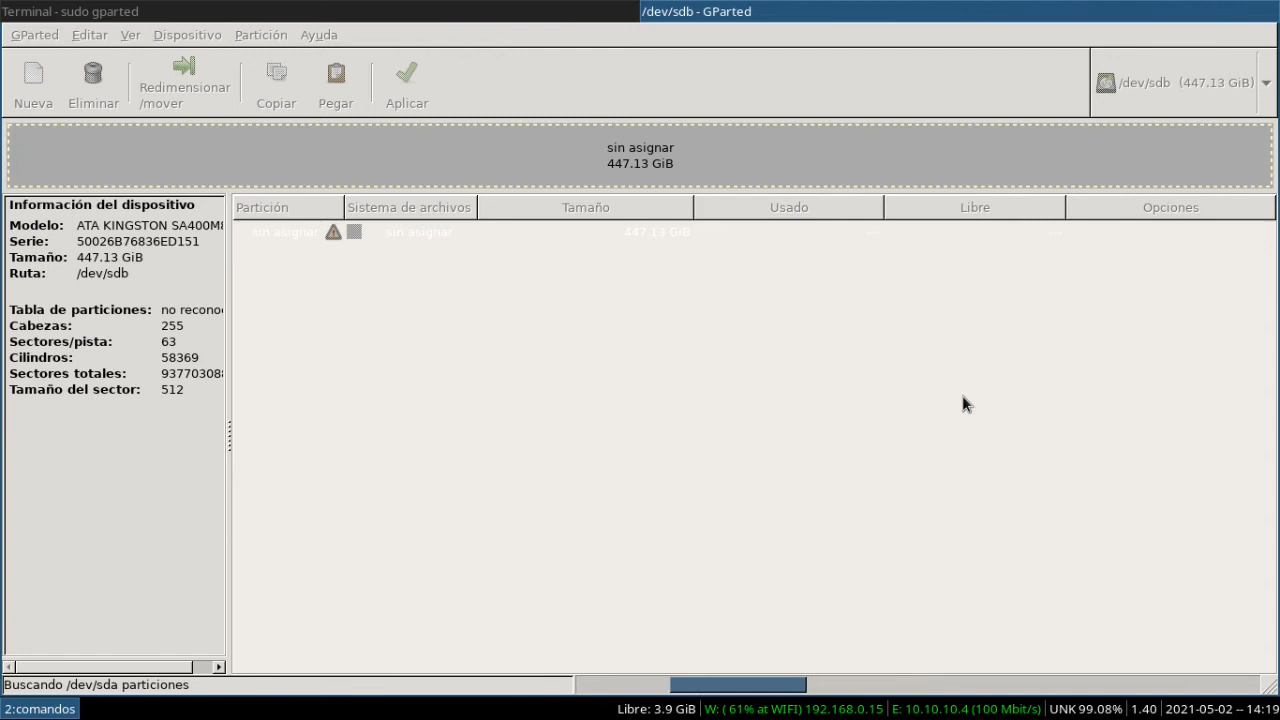 Terminal - sudo gparted
/dev/sdb - GParted
GParted Editar Ver Dispositivo Partición Ayuda
Nueva Eliminar Redimensionar /mover Copiar Pegar Aplicar
/dev/sdb (447.13 GiB)
sin asignar
447.13 GiB
Información del dispositivo
Modelo: ATA KINGSTON SA400M8
Serie: 50026B76836ED151
Tamaño: 447.13 GiB
Ruta: /dev/sdb
Tabla de particiones: no recono
Cabezas: 255
Sectores/pista: 63
Cilindros: 58369
Sectores totales: 93770308
Tamaño del sector: 512
Partición Sistema de archivos Tamaño Usado Libre Opciones
sin asignar sin asignar 447.13 GiB --- ---
Buscando /dev/sda particiones
2:comandos
Libre: 3.9 GiB | W: ( 61% at WIFI) 192.168.0.15 | E: 10.10.10.4 (100 Mbit/s) | UNK 99.08% | 1.40 | 2021-05-02 -- 14:19